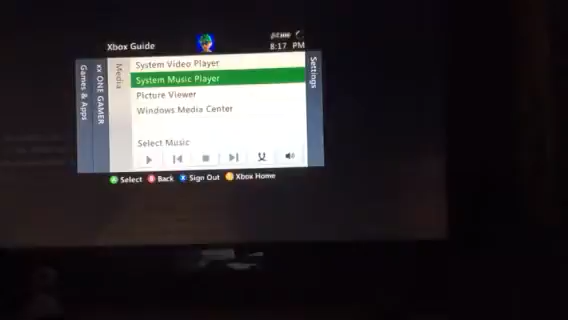 Xbox Guide
8:17 PM
Games & Apps
xx ONE GAMER
Media
System Video Player
System Music Player
Picture Viewer
Windows Media Center
Select Music
Settings
A Select B Back X Sign Out Y Xbox Home